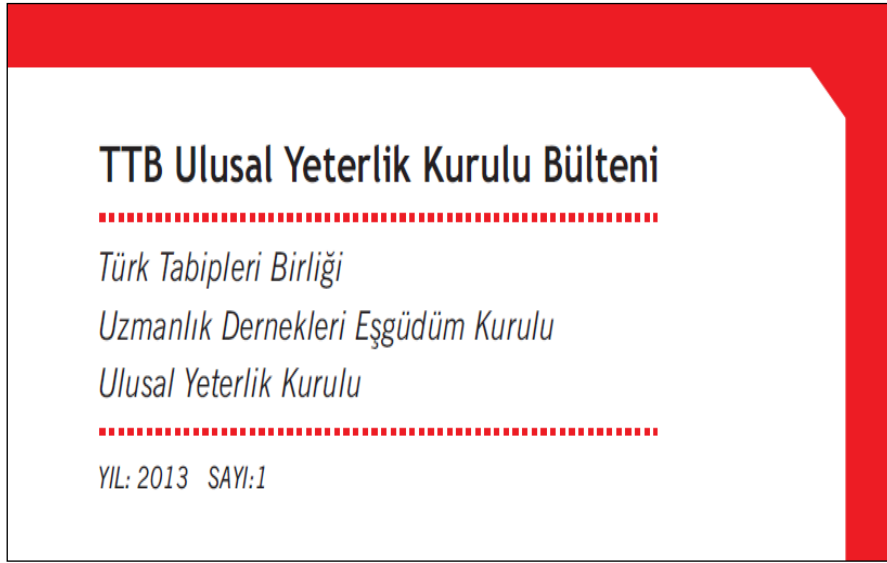 TTB Ulusal Yeterlik Kurulu Bülteni
Türk Tabipleri Birliği
Uzmanlık Dernekleri Eşgüdüm Kurulu
Ulusal Yeterlik Kurulu
YIL: 2013 SAYI:1